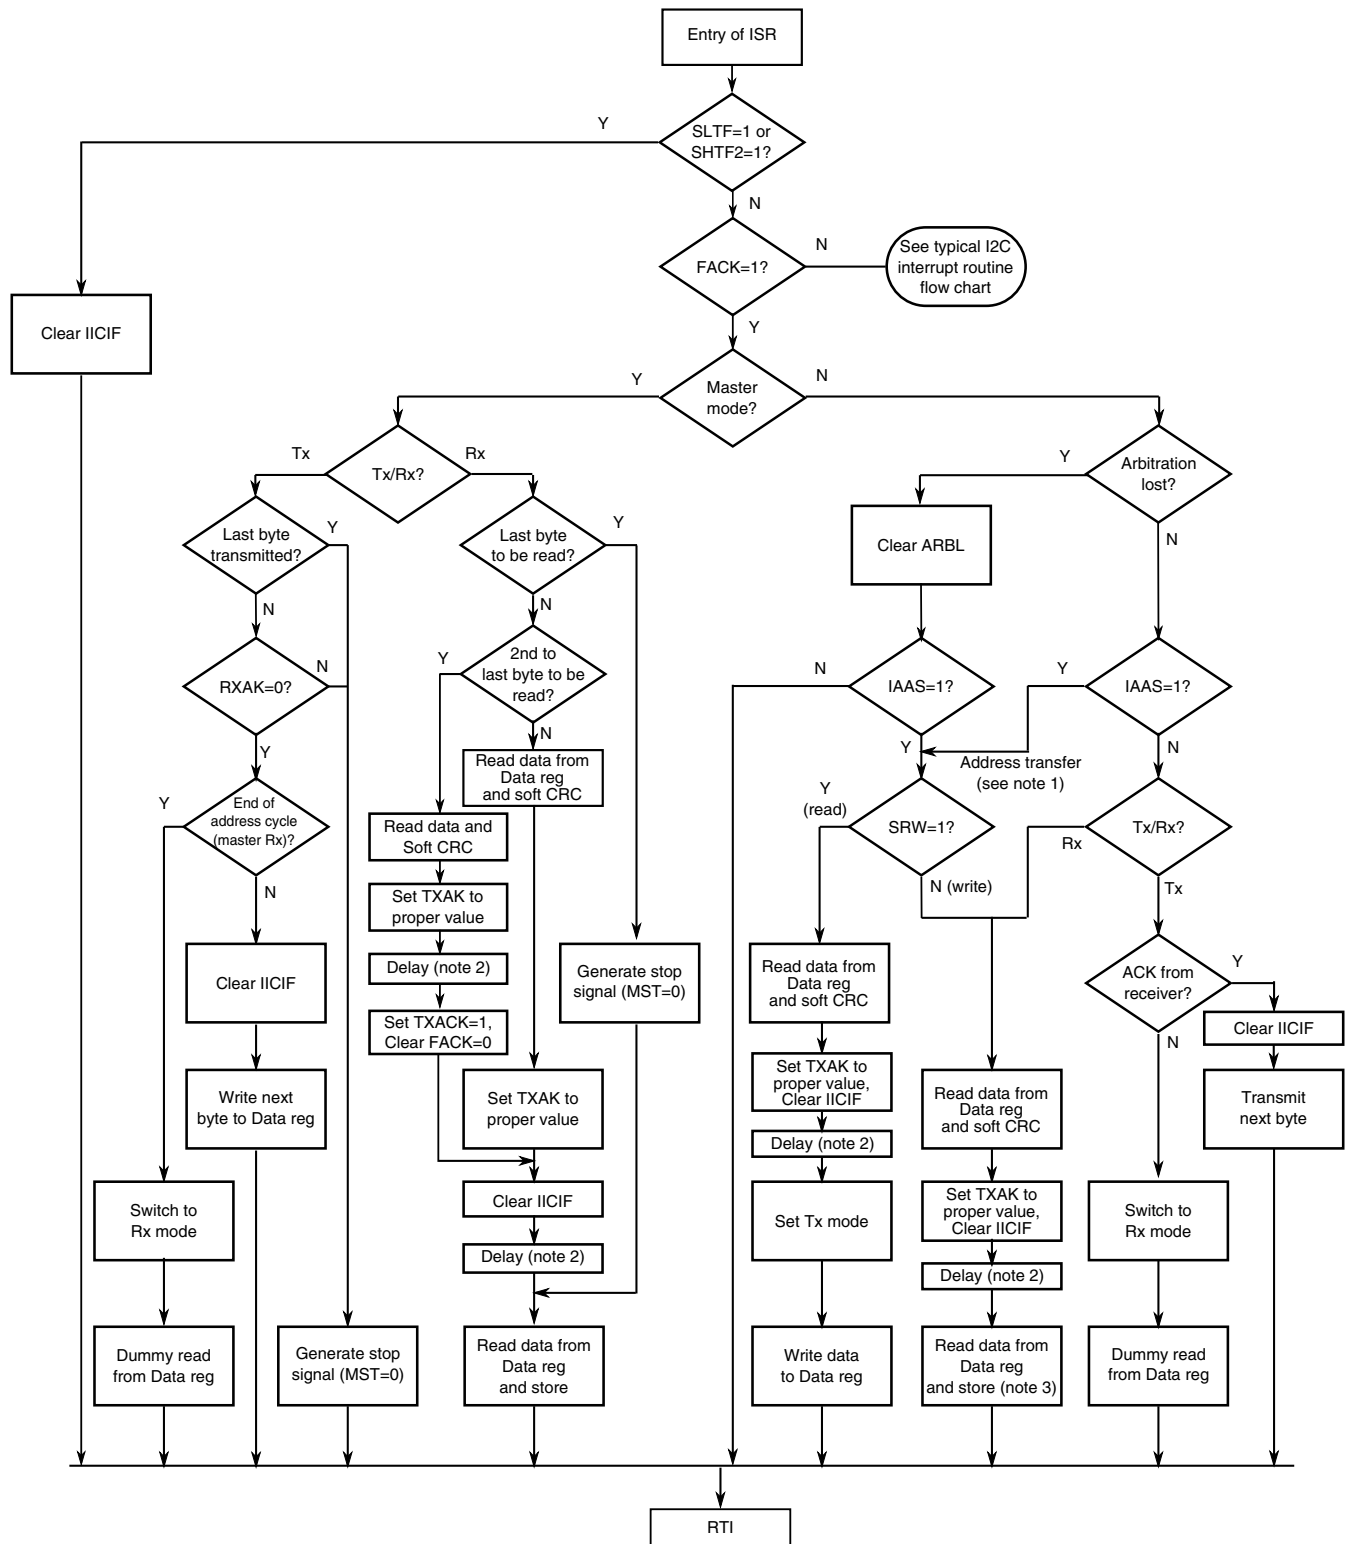 Entry of ISR
Y
SLTF=1 or
SHTF2=1?
N
FACK=1?
N
See typical I2C
interrupt routine
flow chart
Clear IICIF
Y
Y
Master
mode?
N
Tx
Tx/Rx?
Rx
Y
Arbitration
lost?
Last byte
transmitted?
Y
Last byte
to be read?
Y
Clear ARBL
N
N
N
RXAK=0?
N
Y
2nd to
last byte to be
read?
N
IAAS=1?
Y
IAAS=1?
Y
N
Read data from
Data reg
and soft CRC
Y
Address transfer
(see note 1)
N
Y
End of
address cycle
(master Rx)?
Read data and
Soft CRC
Y
(read)
SRW=1?
Rx
Tx/Rx?
N
Set TXAK to
proper value
N (write)
Tx
Clear IICIF
Delay (note 2)
Generate stop
signal (MST=0)
Read data from
Data reg
and soft CRC
ACK from
receiver?
Y
Set TXACK=1,
Clear FACK=0
Clear IICIF
N
Write next
byte to Data reg
Set TXAK to
proper value
Set TXAK to
proper value,
Clear IICIF
Read data from
Data reg
and soft CRC
Transmit
next byte
Delay (note 2)
Switch to
Rx mode
Clear IICIF
Set Tx mode
Set TXAK to
proper value,
Clear IICIF
Switch to
Rx mode
Delay (note 2)
Delay (note 2)
Dummy read
from Data reg
Generate stop
signal (MST=0)
Read data from
Data reg
and store
Write data
to Data reg
Read data from
Data reg
and store (note 3)
Dummy read
from Data reg
RTI